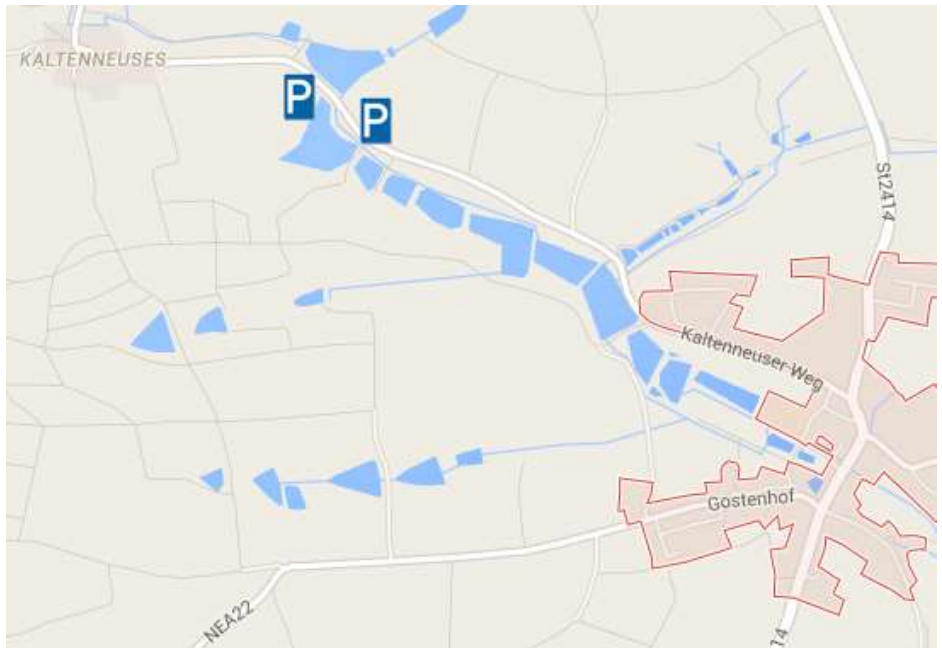 KALTENNEUSES
P
P
St2414
Kaltenneuser Weg
Gostenhof
NEA22
14